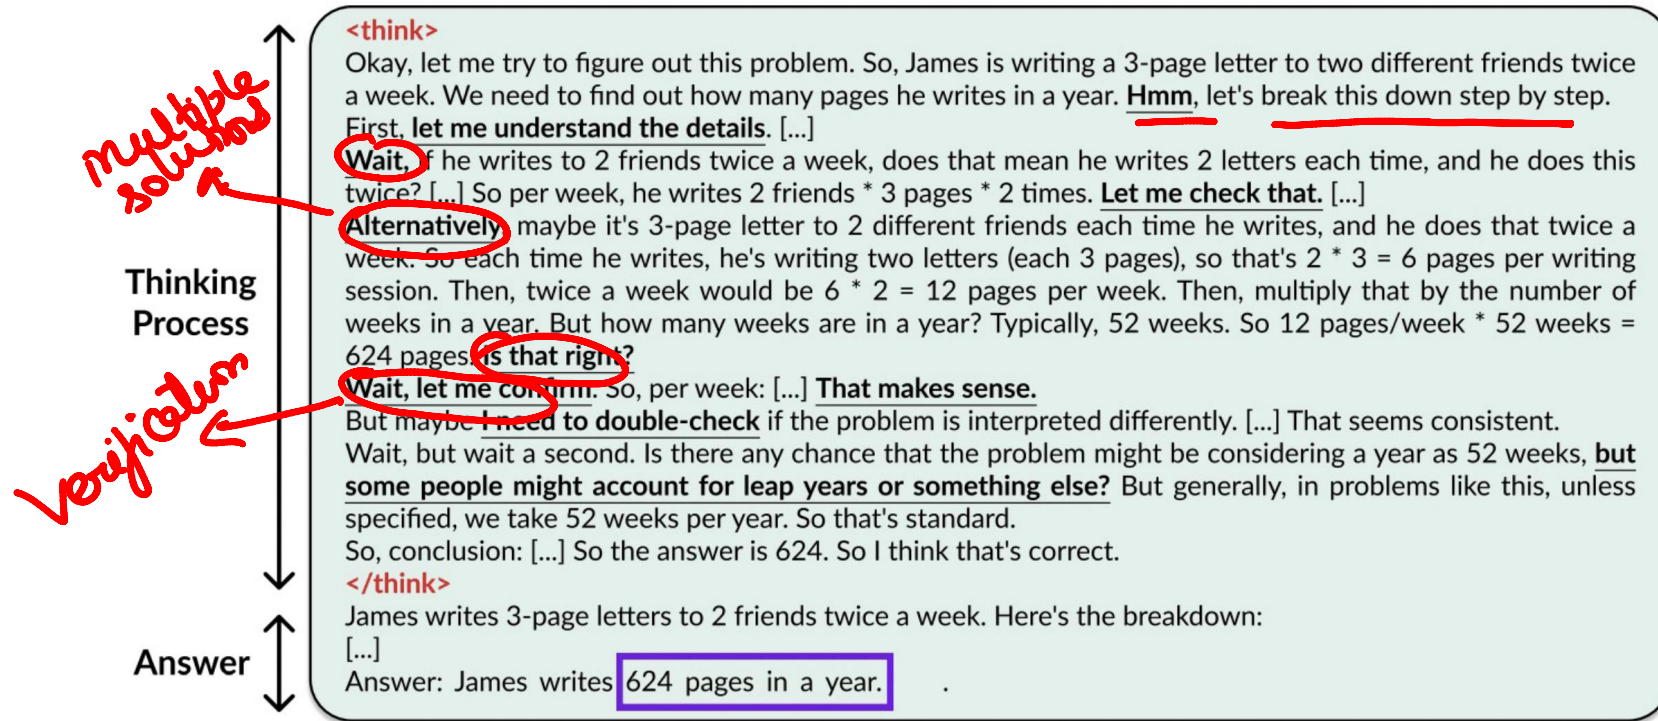 <think>
Okay, let me try to figure out this problem. So, James is writing a 3-page letter to two different friends twice
a week. We need to find out how many pages he writes in a year. Hmm, let's break this down step by step.
First, let me understand the details. [...]
Wait, if he writes to 2 friends twice a week, does that mean he writes 2 letters each time, and he does this
twice? [...] So per week, he writes 2 friends * 3 pages * 2 times. Let me check that. [...]
Alternatively, maybe it's 3-page letter to 2 different friends each time he writes, and he does that twice a
week. So each time he writes, he's writing two letters (each 3 pages), so that's 2 * 3 = 6 pages per writing
session. Then, twice a week would be 6 * 2 = 12 pages per week. Then, multiply that by the number of
weeks in a year. But how many weeks are in a year? Typically, 52 weeks. So 12 pages/week * 52 weeks =
624 pages. Is that right?
Wait, let me confirm. So, per week: [...] That makes sense.
But maybe I need to double-check if the problem is interpreted differently. [...] That seems consistent.
Wait, but wait a second. Is there any chance that the problem might be considering a year as 52 weeks, but
some people might account for leap years or something else? But generally, in problems like this, unless
specified, we take 52 weeks per year. So that's standard.
So, conclusion: [...] So the answer is 624. So I think that's correct.
</think>
James writes 3-page letters to 2 friends twice a week. Here's the breakdown:
[...]
Answer: James writes 624 pages in a year. .
multiple
solutions
Thinking
Process
verification
Answer